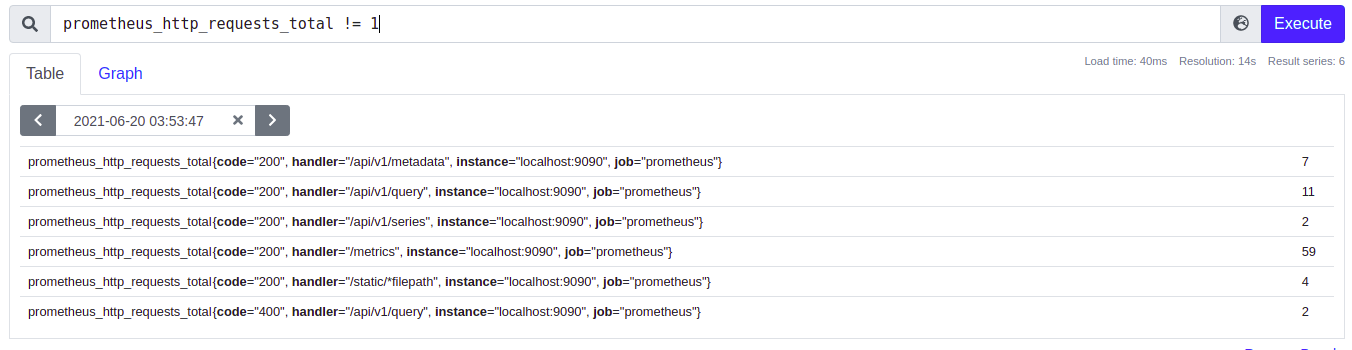 prometheus_http_requests_total != 1
Execute
Table Graph
Load time: 40ms Resolution: 14s Result series: 6
2021-06-20 03:53:47
prometheus_http_requests_total{code="200", handler="/api/v1/metadata", instance="localhost:9090", job="prometheus"} 7
prometheus_http_requests_total{code="200", handler="/api/v1/query", instance="localhost:9090", job="prometheus"} 11
prometheus_http_requests_total{code="200", handler="/api/v1/series", instance="localhost:9090", job="prometheus"} 2
prometheus_http_requests_total{code="200", handler="/metrics", instance="localhost:9090", job="prometheus"} 59
prometheus_http_requests_total{code="200", handler="/static/*filepath", instance="localhost:9090", job="prometheus"} 4
prometheus_http_requests_total{code="400", handler="/api/v1/query", instance="localhost:9090", job="prometheus"} 2